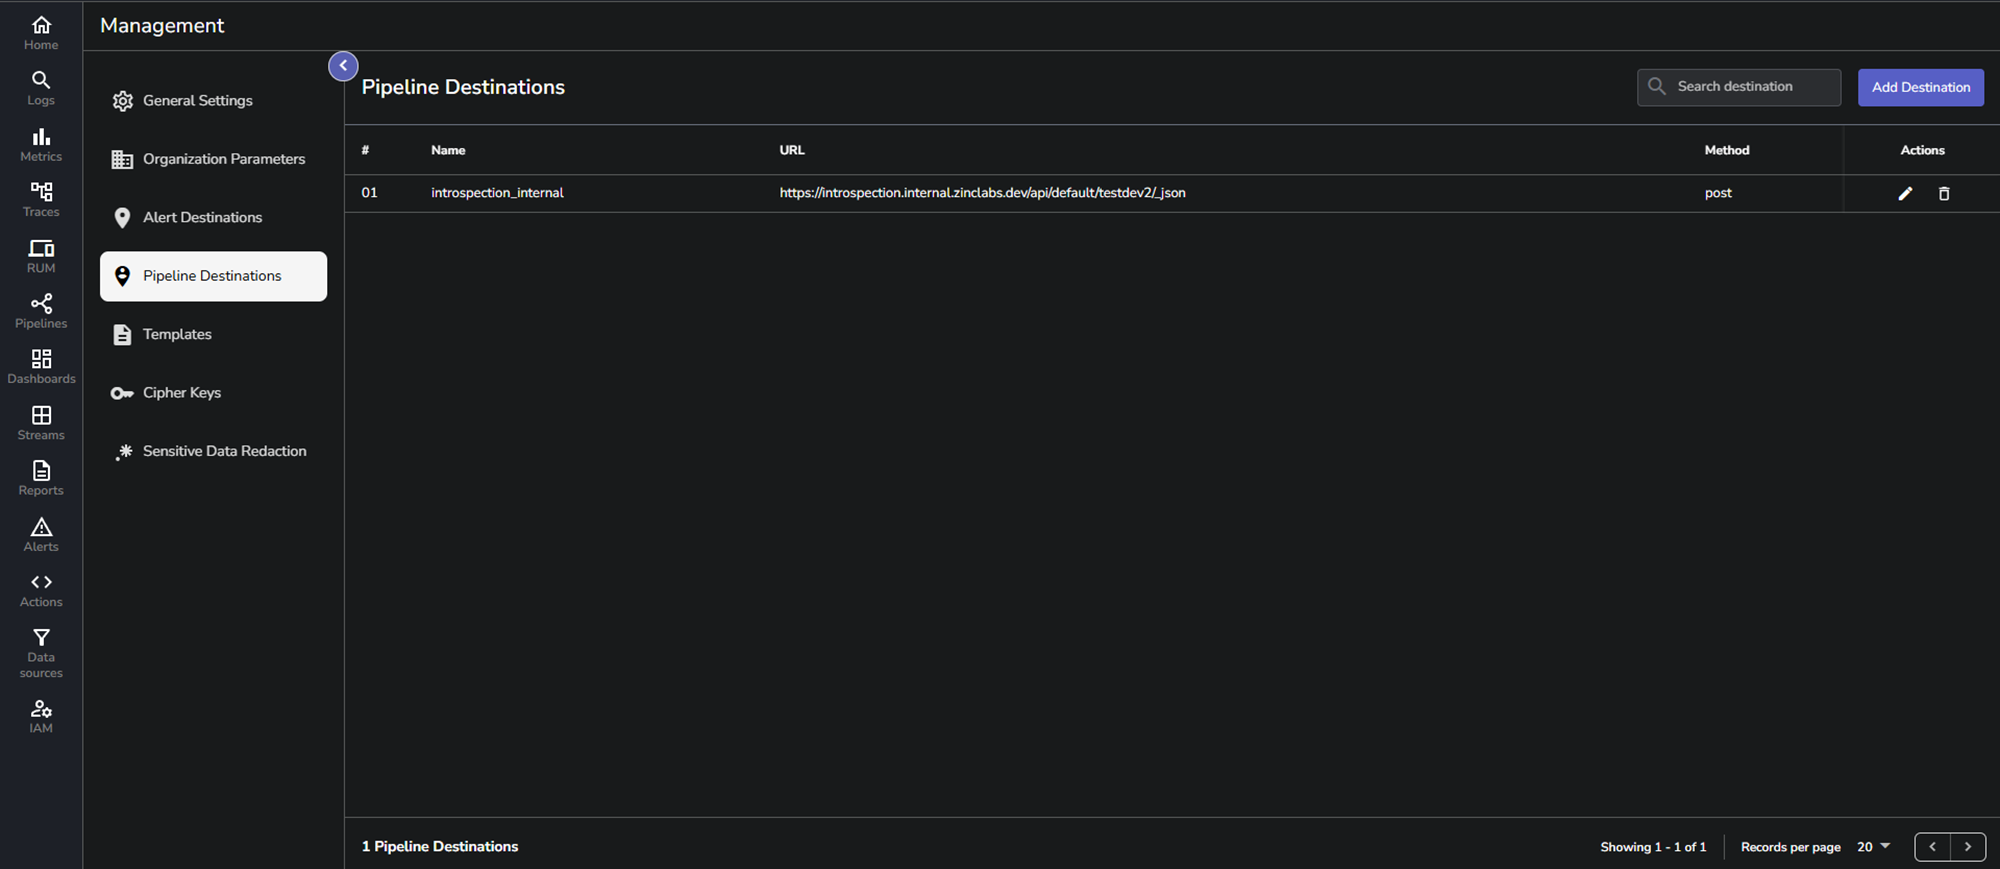 Management
Home
Logs
Metrics
Traces
RUM
Pipelines
Dashboards
Streams
Reports
Alerts
Actions
Data
sources
IAM
General Settings
Organization Parameters
Alert Destinations
Pipeline Destinations
Templates
Cipher Keys
Sensitive Data Redaction
Pipeline Destinations
Search destination
Add Destination
# Name URL Method Actions
01 introspection_internal https://introspection.internal.zinclabs.dev/api/default/testdev2/_json post
1 Pipeline Destinations
Showing 1 - 1 of 1
Records per page 20